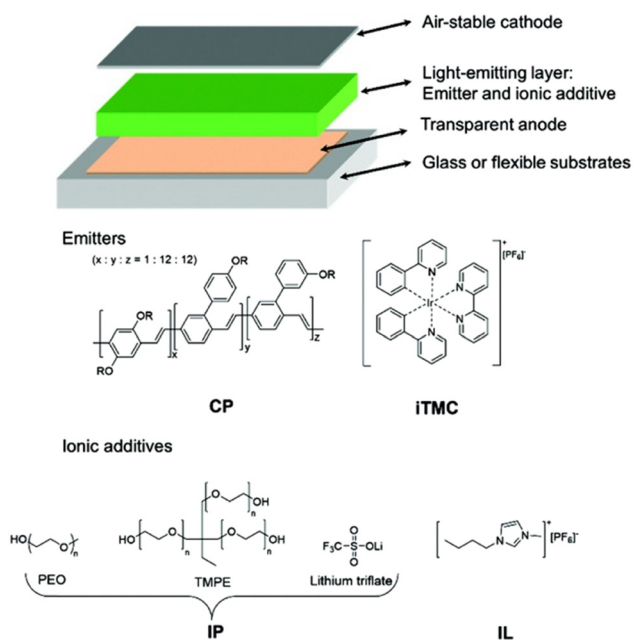 Air-stable cathode
Light-emitting layer:
Emitter and ionic additive
Transparent anode
Glass or flexible substrates
Emitters
(x : y : z = 1 : 12 : 12)
OR
OR
OR
RO
x
y
z
CP
N
N
Ir
N
N
+
[PF₆]⁻
iTMC
Ionic additives
HO
O
n
PEO
O
OH
n
HO
O
n
O
OH
n
TMPE
O
F₃C-S-OLi
O
Lithium triflate
IP
N
N
+
[PF₆]⁻
IL